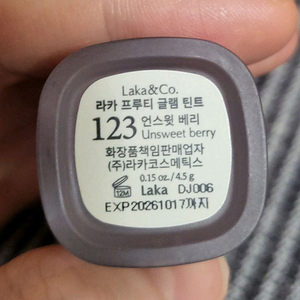 Laka&Co.
라카 프루티 글램 틴트
123 언스윗 베리
Unsweet berry
화장품책임판매업자
(주)라카코스메틱스
0.15 oz. / 4.5 g
12M Laka DJ006
EXP20261017까지